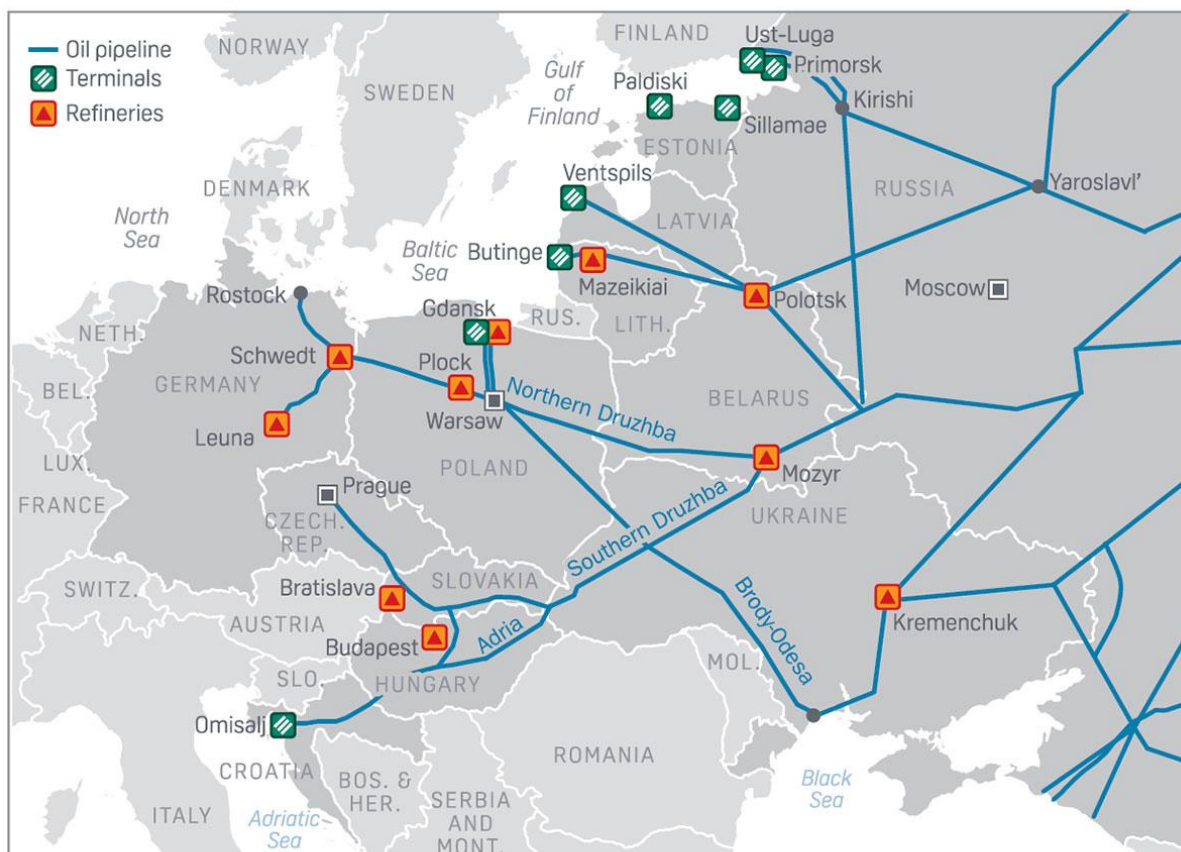 Oil pipeline
Terminals
Refineries
NORWAY
SWEDEN
FINLAND
Ust-Luga
Primorsk
Gulf
of
Finland
Paldiski
Sillamae
Kirishi
ESTONIA
DENMARK
Ventspils
RUSSIA
Yaroslavl'
North
Sea
LATVIA
Baltic
Sea
Butinge
Mazeikiai
Polotsk
Moscow
Rostock
NETH.
Gdansk
RUS.
LITH.
Schwedt
Plock
GERMANY
BEL.
Northern Druzhba
BELARUS
Warsaw
Leuna
LUX.
POLAND
Mozyr
FRANCE
Prague
CZECH.
REP.
Southern Druzhba
UKRAINE
SWITZ.
Bratislava
SLOVAKIA
AUSTRIA
Budapest
Adria
Brody-Odesa
Kremenchuk
MOL.
SLO.
HUNGARY
Omisalj
CROATIA
ROMANIA
BOS. &
HER.
Black
Sea
ITALY
Adriatic
Sea
SERBIA
AND
MONT.